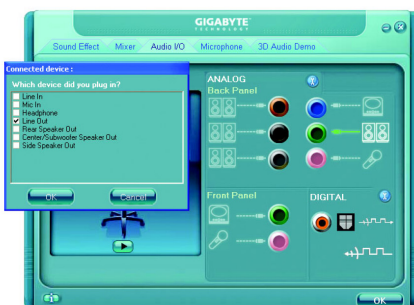 GIGABYTE
TECHNOLOGY
Sound Effect Mixer Audio I/O Microphone 3D Audio Demo
Connected device :
Which device did you plug in?
Line In
Mic In
Headphone
Line Out
Rear Speaker Out
Center/Subwoofer Speaker Out
Side Speaker Out
OK Cancel
ANALOG
Back Panel
Front Panel
DIGITAL
OK